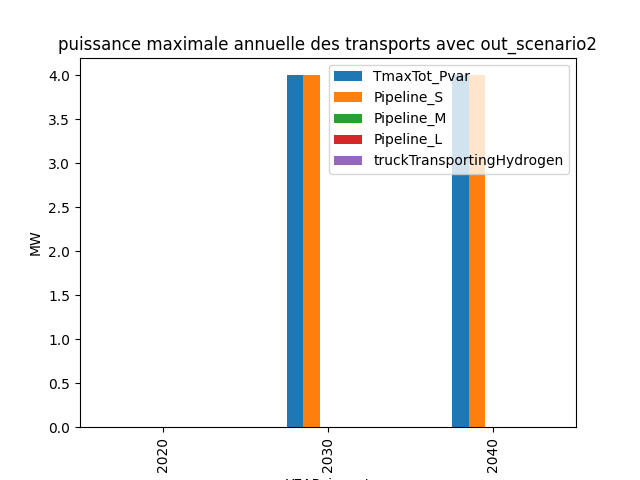 puissance maximale annuelle des transports avec out_scenario2
4.0
3.5
3.0
2.5
2.0
1.5
1.0
0.5
0.0
MW
TmaxTot_Pvar
Pipeline_S
Pipeline_M
Pipeline_L
truckTransportingHydrogen
2020
2030
2040